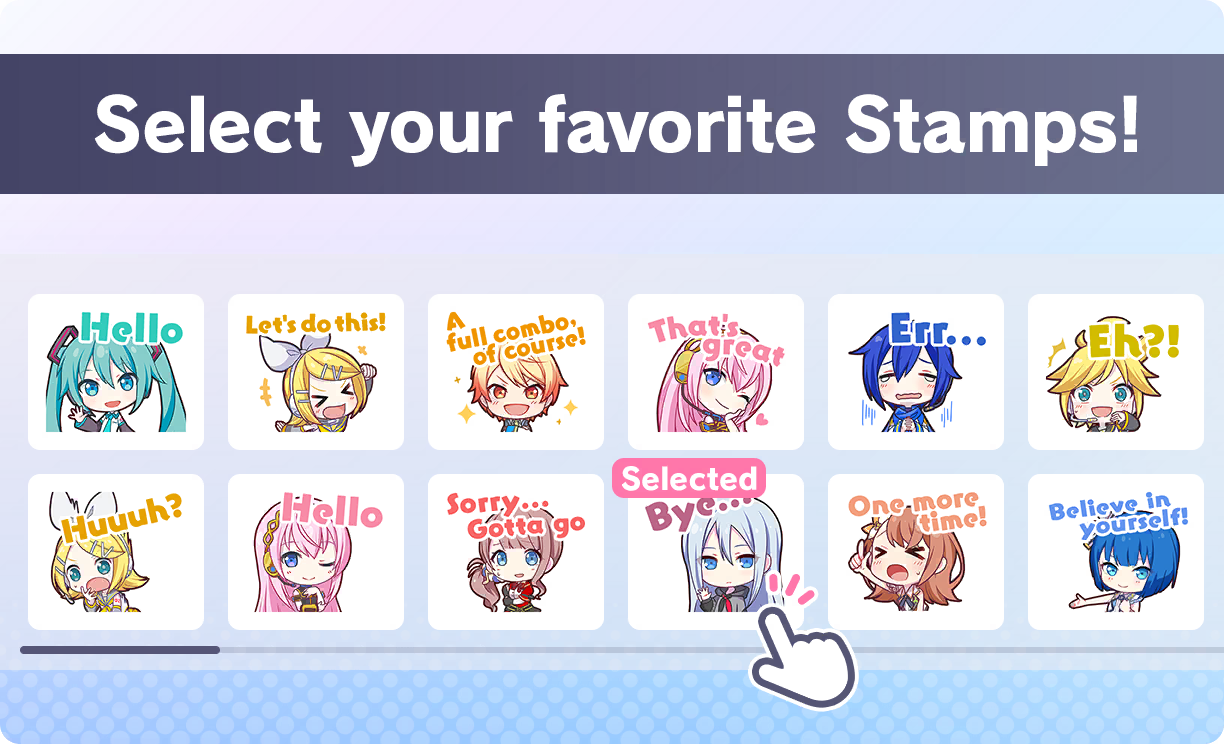 Select your favorite Stamps!
Hello
Let's do this!
A
full combo,
of course!
That's
great
Err...
Eh?!
Huuuh?
Hello
Sorry...
Gotta go
Selected
Bye...
One more
time!
Believe in
yourself!